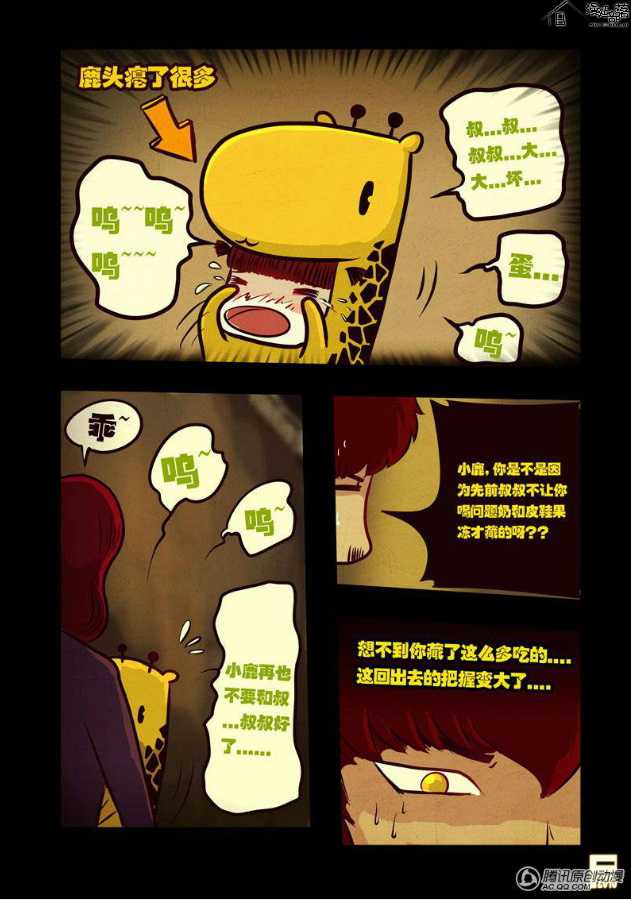 漫画部落
鹿头瘪了很多
叔...叔...
叔叔...大...
大...坏...
呜~~呜~
呜~~~
蛋...
呜~
乖~
呜~
呜~
小鹿再也
不要和叔
...叔叔好
了......
小鹿，你是不是因
为先前叔叔不让你
喝问题奶和皮鞋果
冻才藏的呀??
想不到你藏了这么多吃的....
这回出去的把握变大了....
腾讯原创动漫
AC.QQ.COM